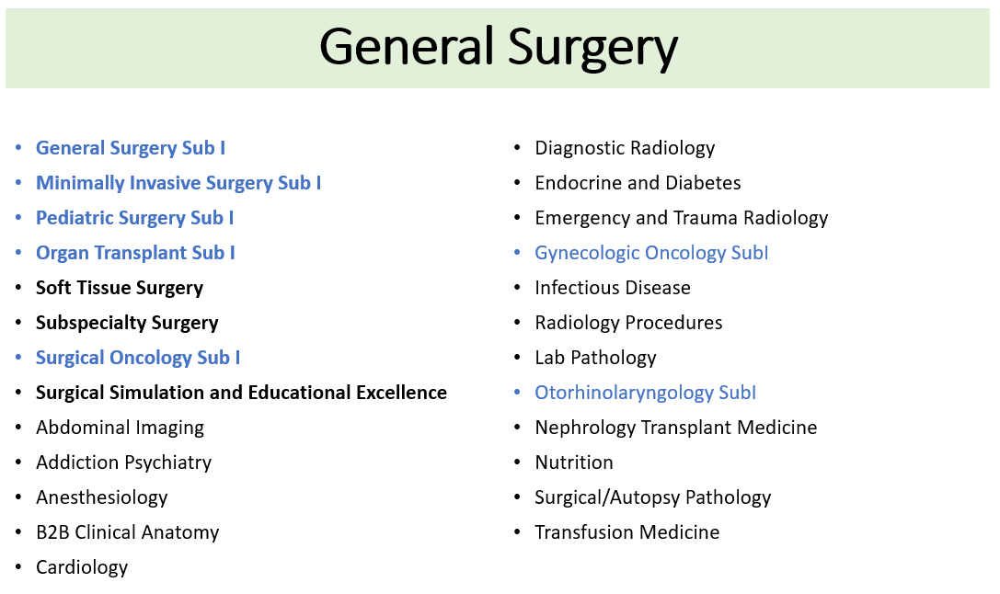 General Surgery
• General Surgery Sub I
• Minimally Invasive Surgery Sub I
• Pediatric Surgery Sub I
• Organ Transplant Sub I
• Soft Tissue Surgery
• Subspecialty Surgery
• Surgical Oncology Sub I
• Surgical Simulation and Educational Excellence
• Abdominal Imaging
• Addiction Psychiatry
• Anesthesiology
• B2B Clinical Anatomy
• Cardiology
• Diagnostic Radiology
• Endocrine and Diabetes
• Emergency and Trauma Radiology
• Gynecologic Oncology SubI
• Infectious Disease
• Radiology Procedures
• Lab Pathology
• Otorhinolaryngology SubI
• Nephrology Transplant Medicine
• Nutrition
• Surgical/Autopsy Pathology
• Transfusion Medicine